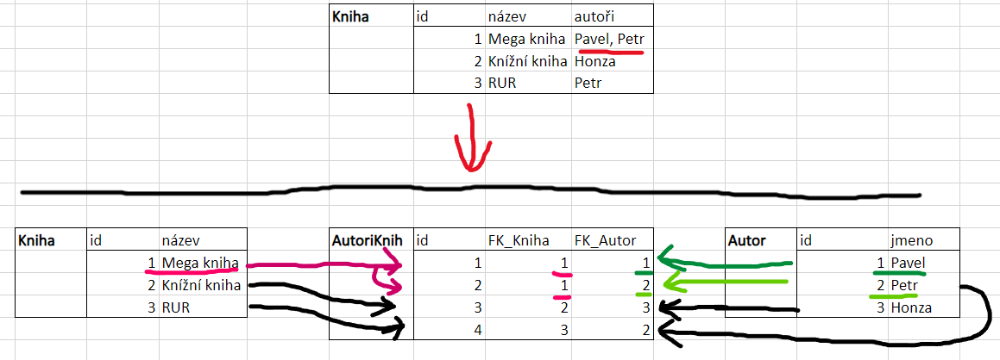 Kniha id název autoři
1 Mega kniha Pavel, Petr
2 Knížní kniha Honza
3 RUR Petr
Kniha id název
1 Mega kniha
2 Knížní kniha
3 RUR
AutoriKnih id FK_Kniha FK_Autor
1 1 1
2 1 2
3 2 3
4 3 2
Autor id jmeno
1 Pavel
2 Petr
3 Honza